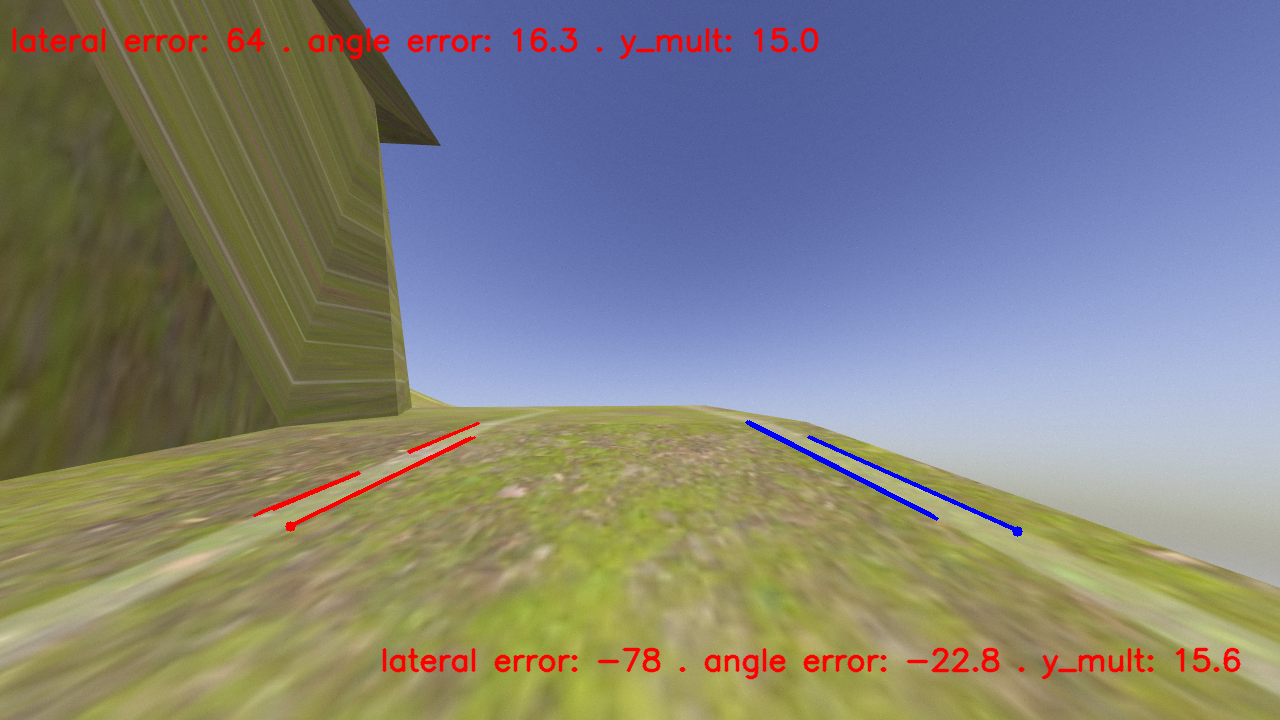 lateral error: 64 . angle error: 16.3 . y_mult: 15.0
lateral error: -78 . angle error: -22.8 . y_mult: 15.6